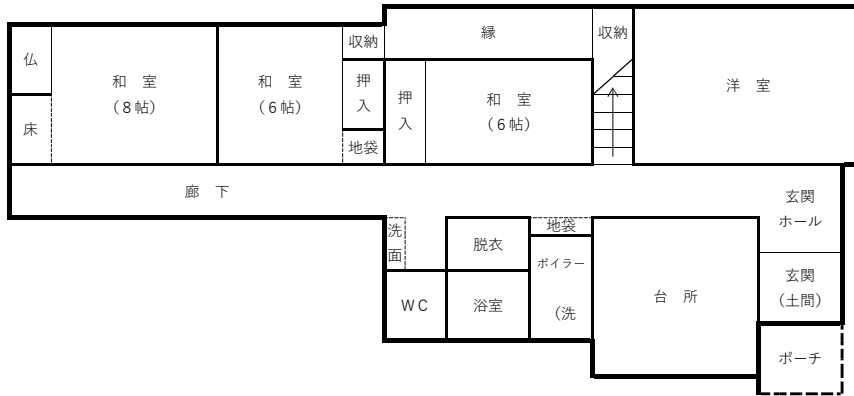 仏
床
和　室
（８帖）
和　室
（６帖）
収納
押
入
地袋
縁
押
入
和　室
（６帖）
収納
洋　室
廊　下
玄関
ホール
玄関
（土間）
ポーチ
洗
面
ＷＣ
脱衣
浴室
地袋
ボイラー
（洗
台　所